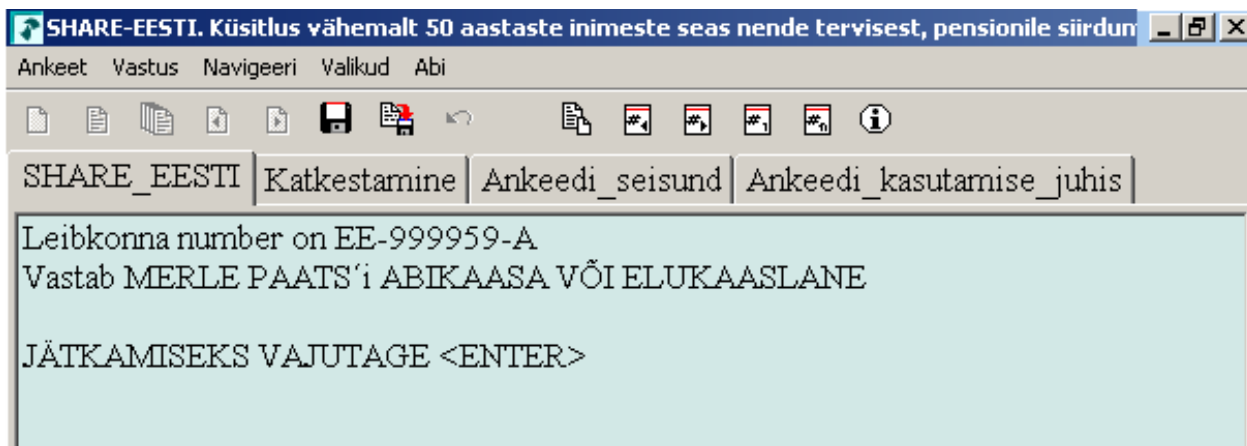 SHARE-EESTI. Küsitlus vähemalt 50 aastaste inimeste seas nende tervisest, pensionile siirdum
Ankeet Vastus Navigeeri Valikud Abi
SHARE_EESTI Katkestamine Ankeedi_seisund Ankeedi_kasutamise_juhis
Leibkonna number on EE-999959-A
Vastab MERLE PAATS´i ABIKAASA VÕI ELUKAASLANE
JÄTKAMISEKS VAJUTAGE <ENTER>